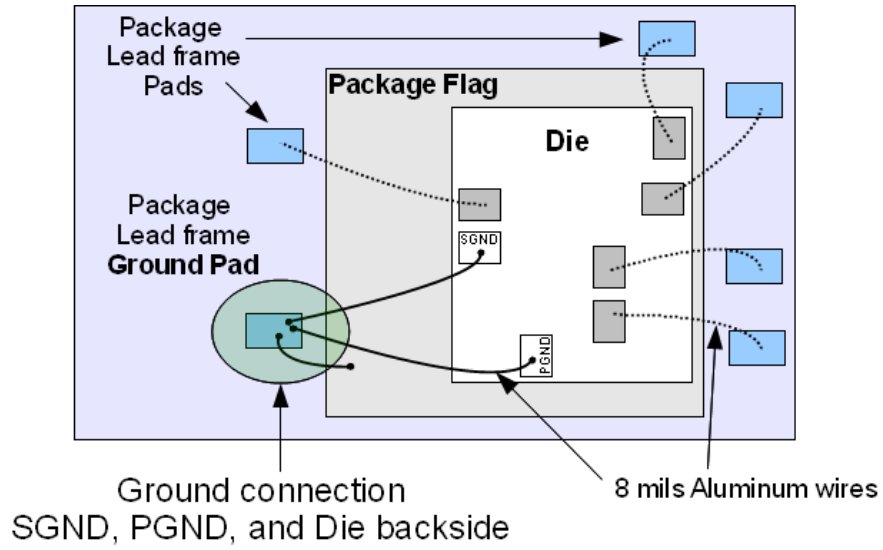 Package
Lead frame
Pads
Package Flag
Die
Package
Lead frame
Ground Pad
SGND
PGND
Ground connection
SGND, PGND, and Die backside
8 mils Aluminum wires